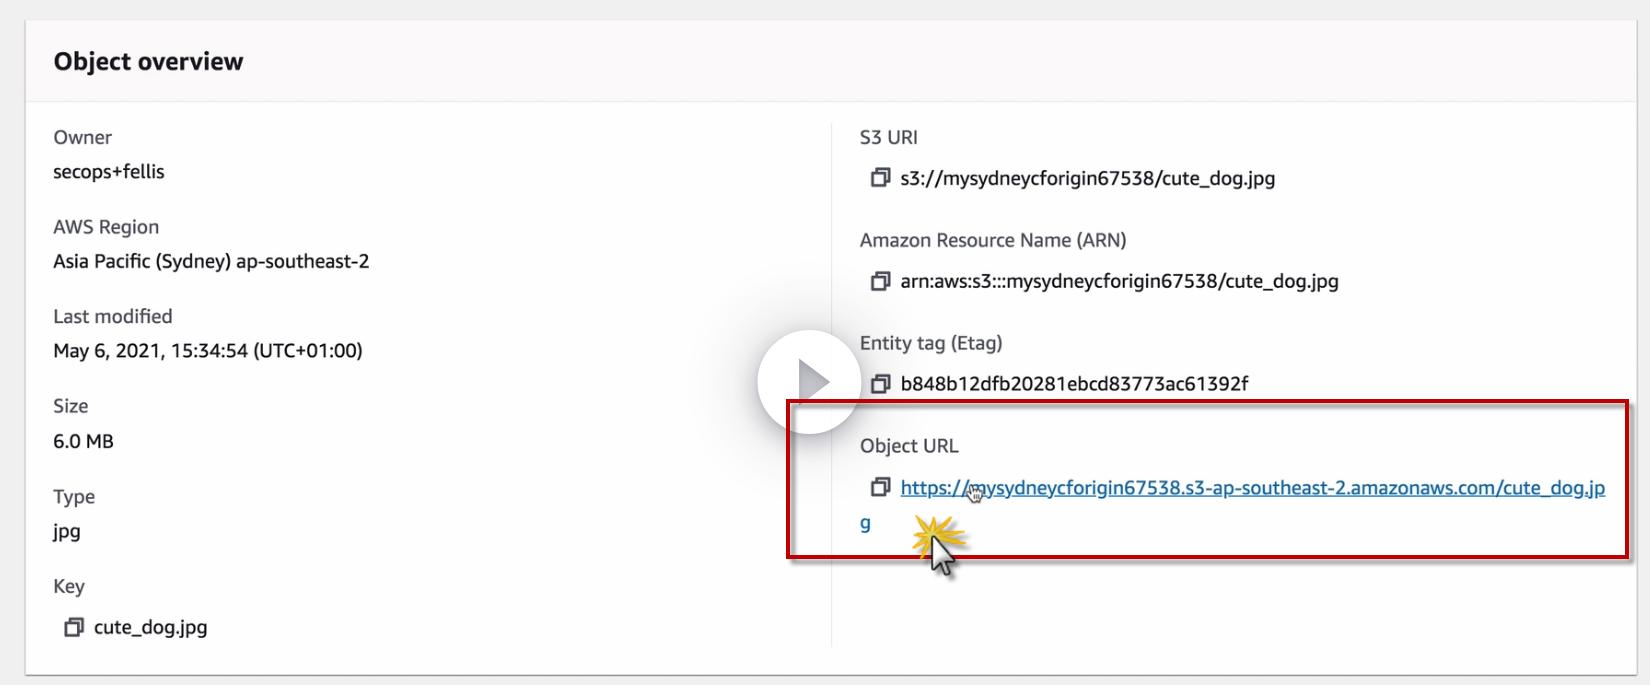 Object overview
Owner
secops+fellis
AWS Region
Asia Pacific (Sydney) ap-southeast-2
Last modified
May 6, 2021, 15:34:54 (UTC+01:00)
Size
6.0 MB
Type
jpg
Key
cute_dog.jpg
S3 URI
s3://mysydneycforigin67538/cute_dog.jpg
Amazon Resource Name (ARN)
arn:aws:s3:::mysydneycforigin67538/cute_dog.jpg
Entity tag (Etag)
b848b12dfb20281ebcd83773ac61392f
Object URL
https://mysydneycforigin67538.s3-ap-southeast-2.amazonaws.com/cute_dog.jp
g